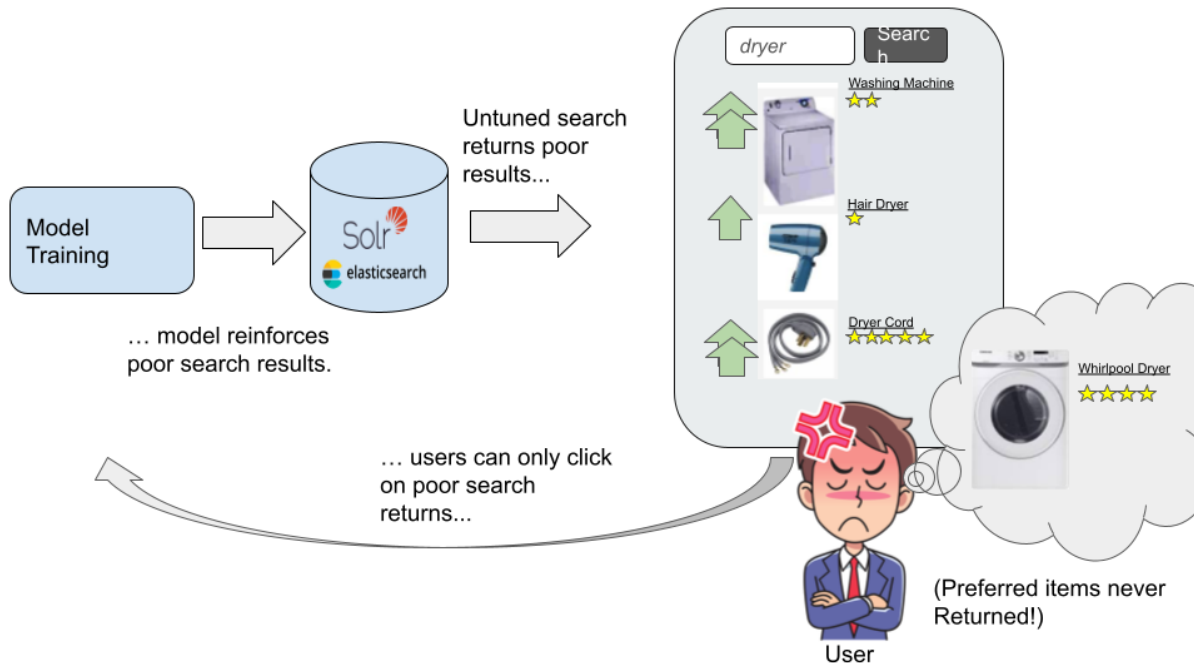 dryer
Searc
h
Washing Machine
Untuned search
returns poor
results...
Model
Training
Solr
elasticsearch
Hair Dryer
... model reinforces
poor search results.
Dryer Cord
Whirlpool Dryer
... users can only click
on poor search
returns...
(Preferred items never
Returned!)
User